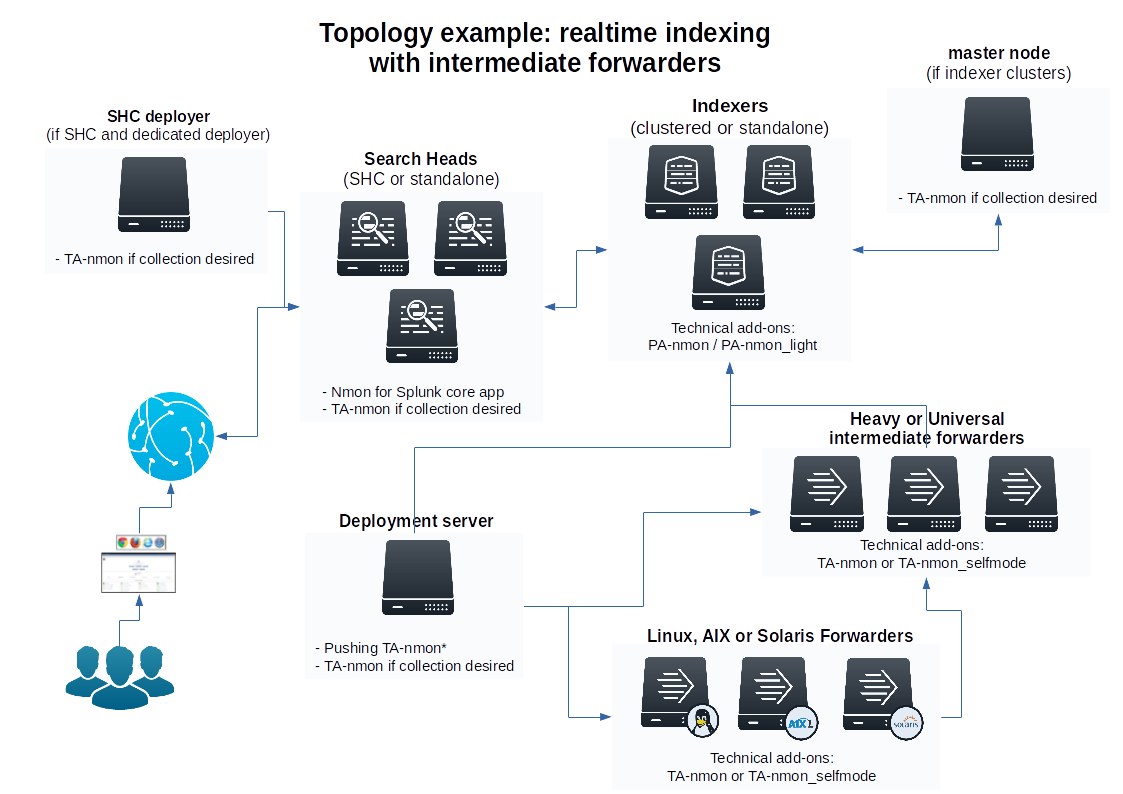 Topology example: realtime indexing
with intermediate forwarders
master node
(if indexer clusters)
- TA-nmon if collection desired
SHC deployer
(if SHC and dedicated deployer)
- TA-nmon if collection desired
Search Heads
(SHC or standalone)
- Nmon for Splunk core app
- TA-nmon if collection desired
Indexers
(clustered or standalone)
Technical add-ons:
PA-nmon / PA-nmon_light
Heavy or Universal
intermediate forwarders
Technical add-ons:
TA-nmon or TA-nmon_selfmode
Deployment server
- Pushing TA-nmon*
- TA-nmon if collection desired
Linux, AIX or Solaris Forwarders
AIX L
solaris
Technical add-ons:
TA-nmon or TA-nmon_selfmode